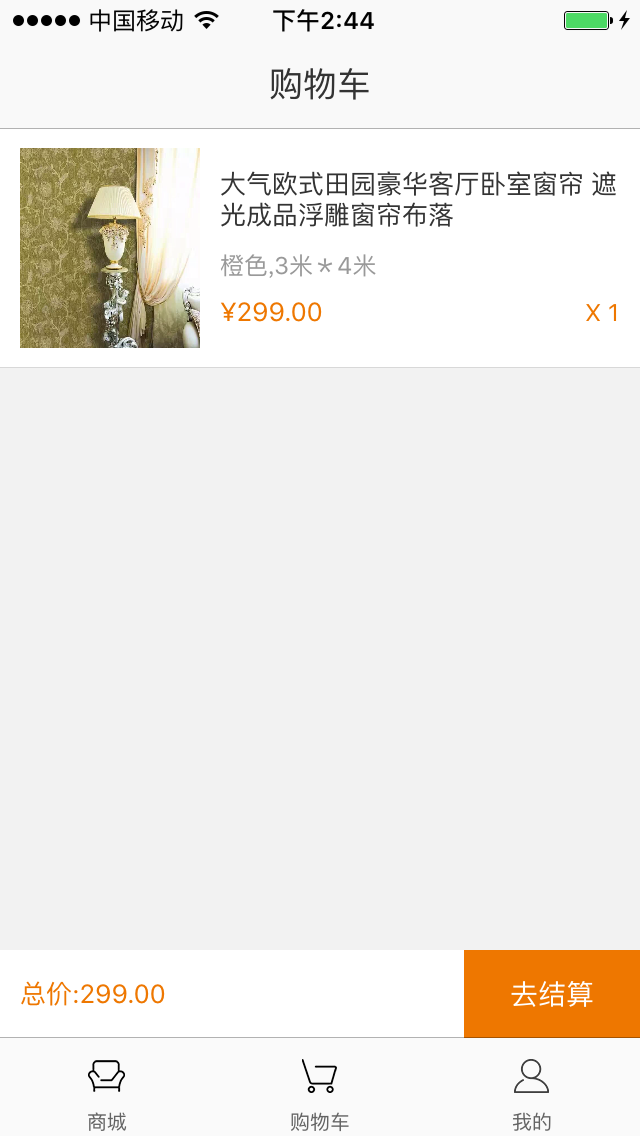 中国移动 下午2:44
购物车
大气欧式田园豪华客厅卧室窗帘 遮
光成品浮雕窗帘布落
橙色,3米＊4米
¥299.00 X 1
总价:299.00 去结算
商城 购物车 我的